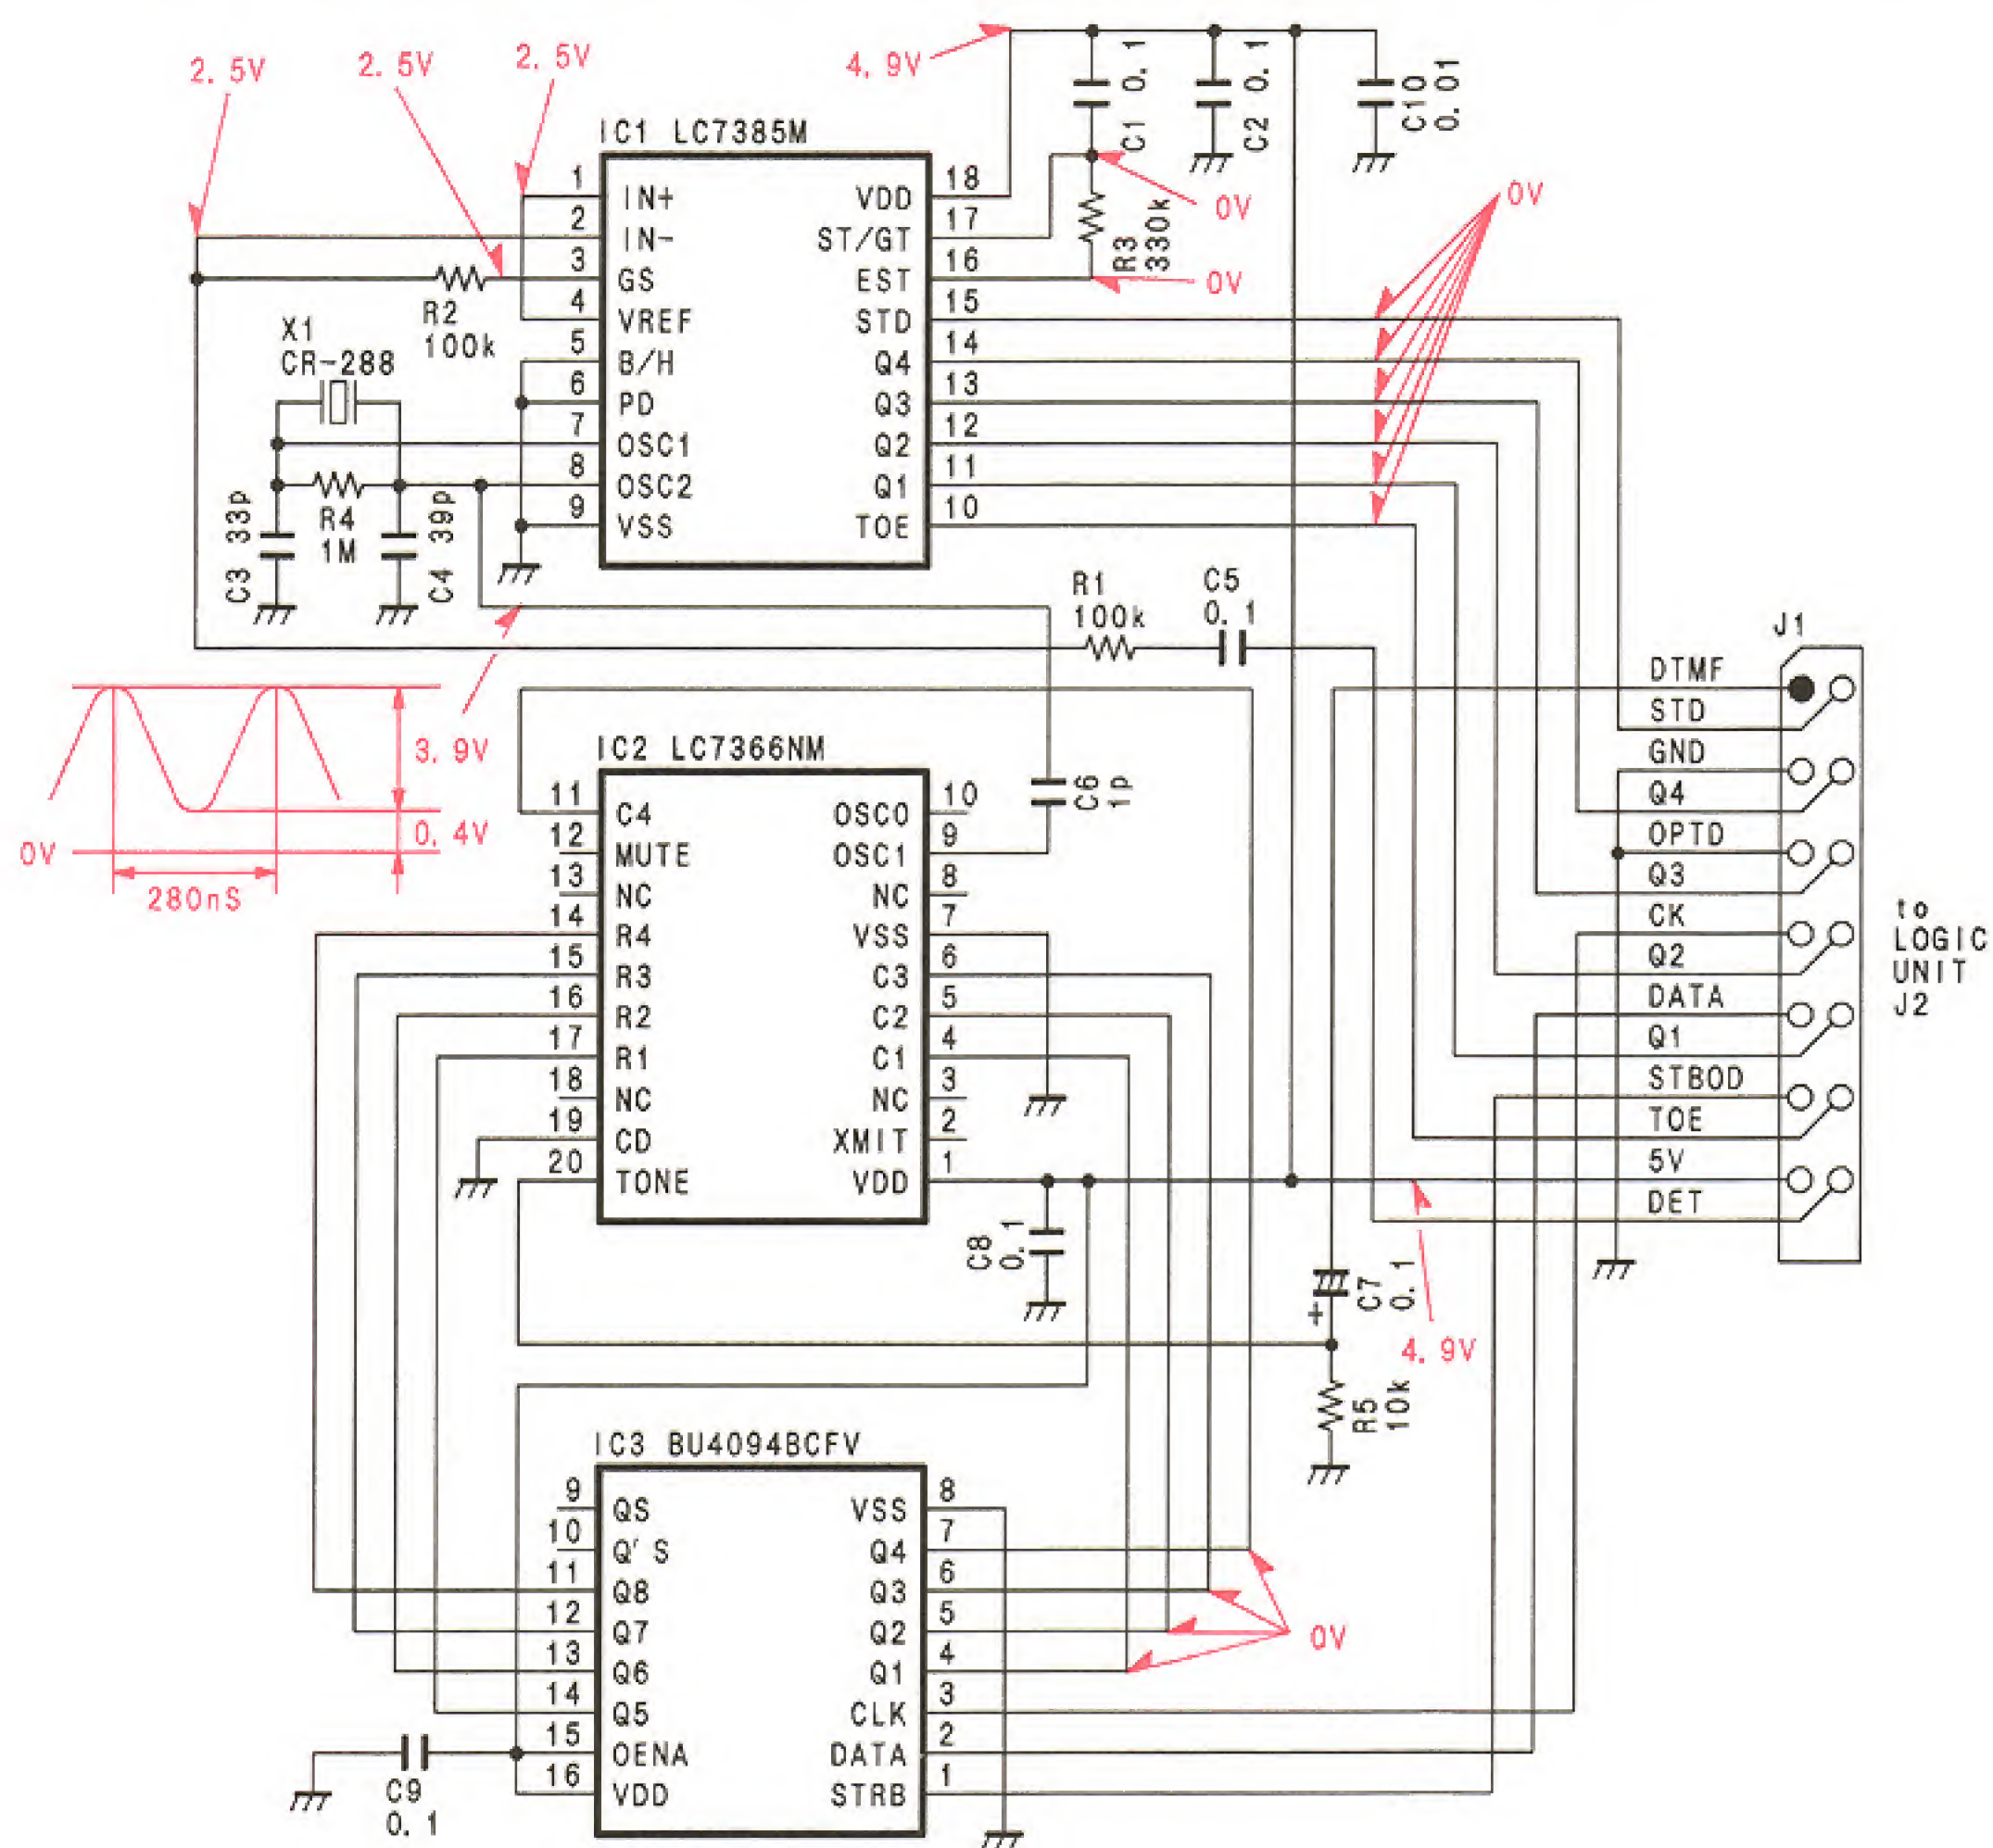 2. 5V
2. 5V
2. 5V
4. 9V
C1 0. 1
C2 0. 1
C10
0. 01
IC1 LC7385M
1 IN+
2 IN-
3 GS
4 VREF
5 B/H
6 PD
7 OSC1
8 OSC2
9 VSS
18 VDD
17 ST/GT
16 EST
15 STD
14 Q4
13 Q3
12 Q2
11 Q1
10 TOE
0V
0V
0V
R3
330k
R2
100k
X1
CR-288
C3 33p
R4
1M
C4 39p
R1
100k
C5
0. 1
3. 9V
3. 9V
0. 4V
0V
280nS
IC2 LC7366NM
11 C4
12 MUTE
13 NC
14 R4
15 R3
16 R2
17 R1
18 NC
19 CD
20 TONE
10 OSCO
9 OSC1
8 NC
7 VSS
6 C3
5 C2
4 C1
3 NC
2 XMIT
1 VDD
C6
1p
C8
0. 1
J1
DTMF
STD
GND
Q4
OPTD
Q3
CK
Q2
DATA
Q1
STBOD
TOE
5V
DET
to
LOGIC
UNIT
J2
+
C7
0. 1
4. 9V
R5
10k
IC3 BU4094BCFV
9 QS
10 Q' S
11 Q8
12 Q7
13 Q6
14 Q5
15 OENA
16 VDD
8 VSS
7 Q4
6 Q3
5 Q2
4 Q1
3 CLK
2 DATA
1 STRB
0V
C9
0. 1